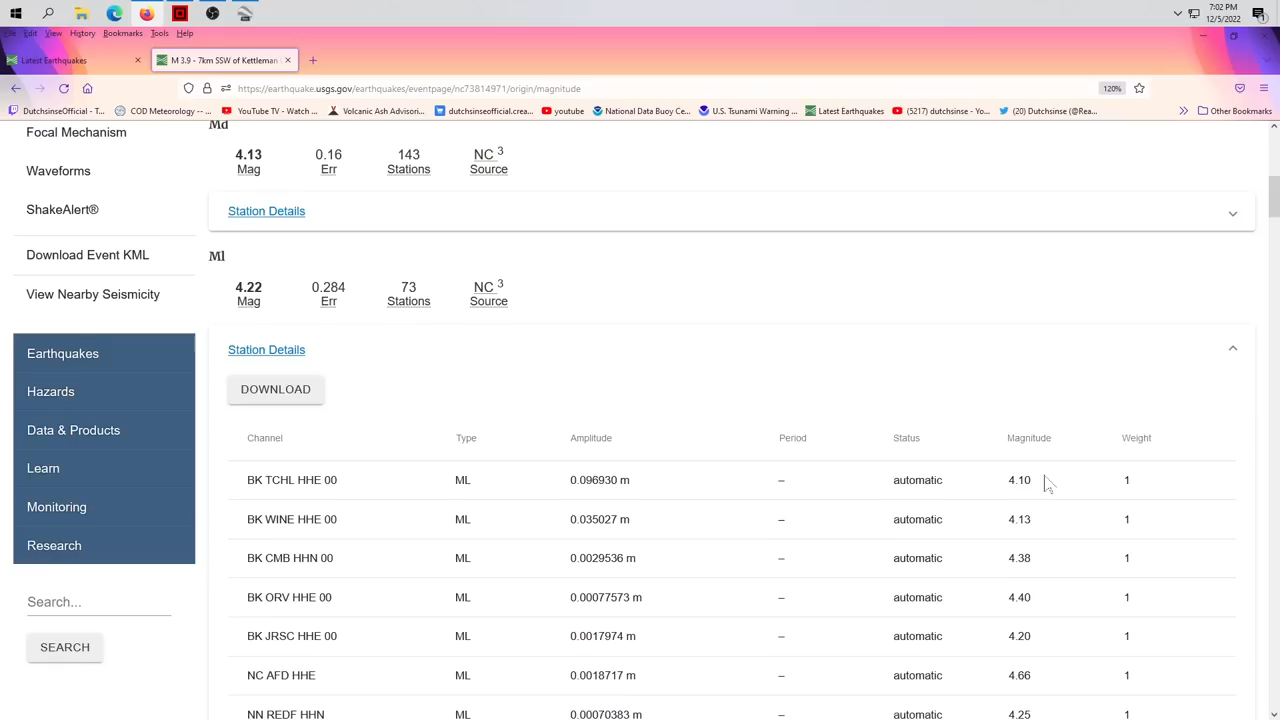 7:02 PM
12/5/2022
File Edit View History Bookmarks Tools Help
Latest Earthquakes
M 3.9 - 7km SSW of Kettleman
https://earthquake.usgs.gov/earthquakes/eventpage/nc73814971/origin/magnitude
120%
DutchsinseOfficial - T... COD Meteorology -- ... YouTube TV - Watch ... Volcanic Ash Advisori... dutchsinseofficial.crea... youtube National Data Buoy Ce... U.S. Tsunami Warning ... Latest Earthquakes (5217) dutchsinse - Yo... (20) Dutchsinse (@Rea... Other Bookmarks
Focal Mechanism
Waveforms
ShakeAlert®
Download Event KML
View Nearby Seismicity
Earthquakes
Hazards
Data & Products
Learn
Monitoring
Research
Search...
SEARCH
Md
4.13 0.16 143 NC 3
Mag Err Stations Source
Station Details
Ml
4.22 0.284 73 NC 3
Mag Err Stations Source
Station Details
DOWNLOAD
Channel Type Amplitude Period Status Magnitude Weight
BK TCHL HHE 00 ML 0.096930 m – automatic 4.10 1
BK WINE HHE 00 ML 0.035027 m – automatic 4.13 1
BK CMB HHN 00 ML 0.0029536 m – automatic 4.38 1
BK ORV HHE 00 ML 0.00077573 m – automatic 4.40 1
BK JRSC HHE 00 ML 0.0017974 m – automatic 4.20 1
NC AFD HHE ML 0.0018717 m – automatic 4.66 1
NN REDF HHN ML 0.00070383 m – automatic 4.25 1